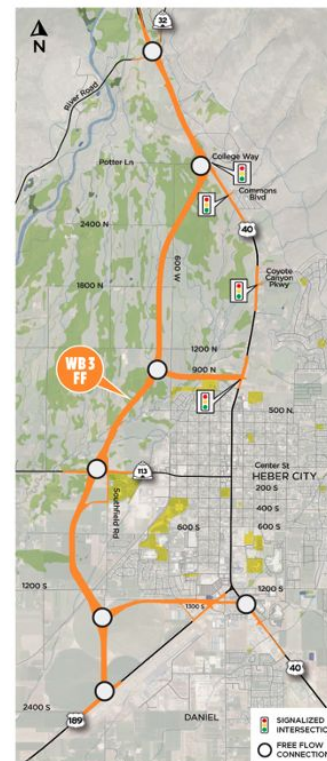 N
32
River Road
College Way
Potter Ln
Commons
Blvd
2400 N
40
600 W
Coyote
Canyon
Pkwy
1800 N
1200 N
900 N
WB 3
FF
500 N.
Center St
HEBER CITY
113
200 S
400 S
600 S
600 S
Southfield Rd
1200 S
1200 S
1300 S
40
2400 S
189
DANIEL
SIGNALIZED
INTERSECTIO
FREE FLOW
CONNECTION